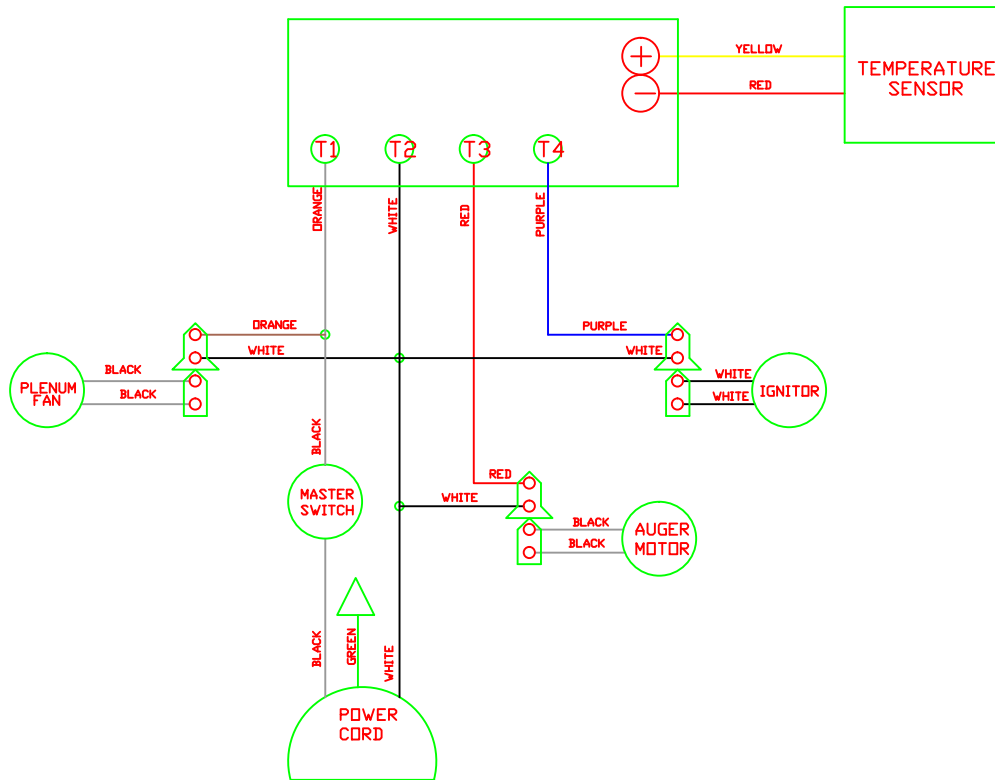 YELLOW
TEMPERATURE
SENSOR
RED
T1
T2
T3
T4
ORANGE
WHITE
RED
PURPLE
ORANGE
PURPLE
WHITE
WHITE
BLACK
WHITE
PLENUM
FAN
BLACK
WHITE
IGNITOR
BLACK
RED
WHITE
MASTER
SWITCH
BLACK
AUGER
MOTOR
BLACK
BLACK
GREEN
WHITE
POWER
CORD